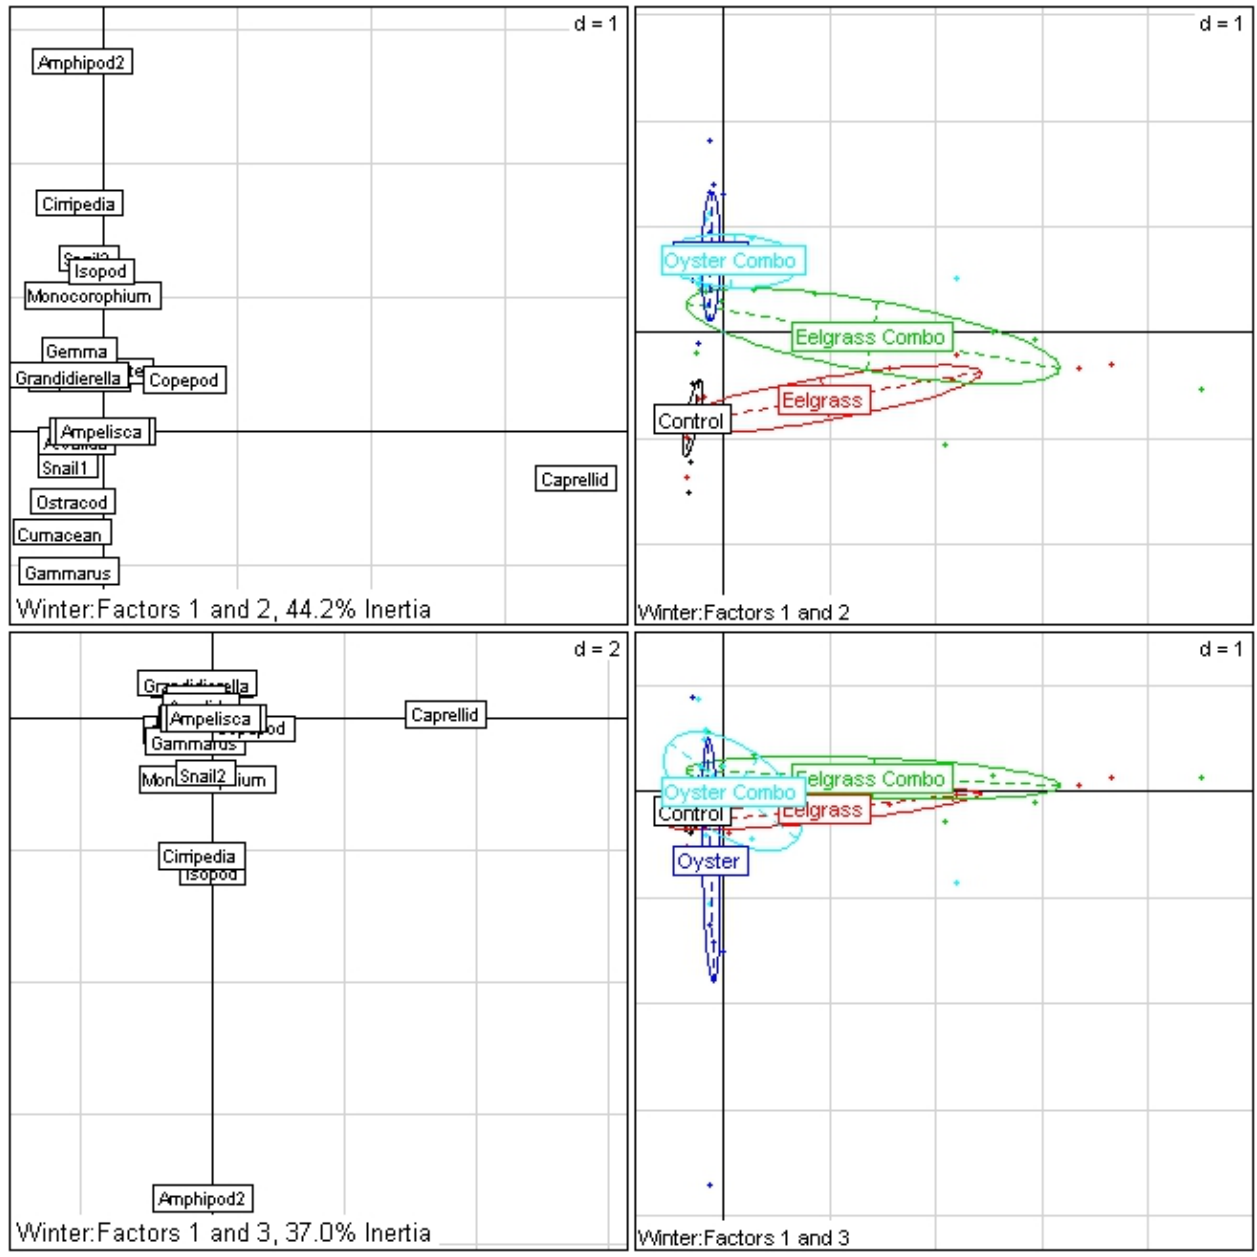 d = 1
Amphipod2
Cirripedia
Isopod
Monocorophium
Gemma
Grandidierella
Copepod
Ampelisca
Snail1
Caprellid
Ostracod
Cumacean
Gammarus
Winter:Factors 1 and 2, 44.2% Inertia
d = 1
Oyster Combo
Eelgrass Combo
Eelgrass
Control
Winter:Factors 1 and 2
d = 2
Grandidierella
Ampelisca
Caprellid
Gammarus
Snail2
Cirripedia
Isopod
Amphipod2
Winter:Factors 1 and 3, 37.0% Inertia
d = 1
Eelgrass Combo
Oyster Combo
Control
Eelgrass
Oyster
Winter:Factors 1 and 3